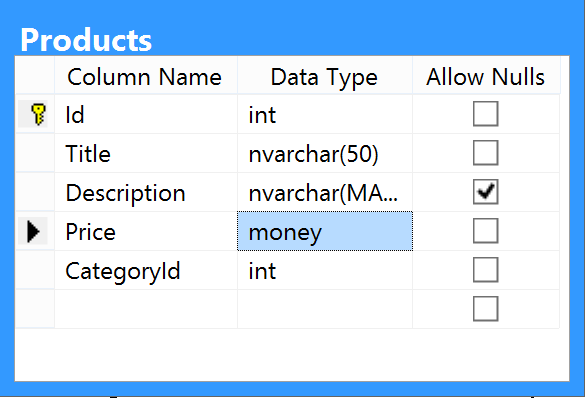 Products
Column Name Data Type Allow Nulls
Id int
Title nvarchar(50)
Description nvarchar(MA...
Price money
CategoryId int